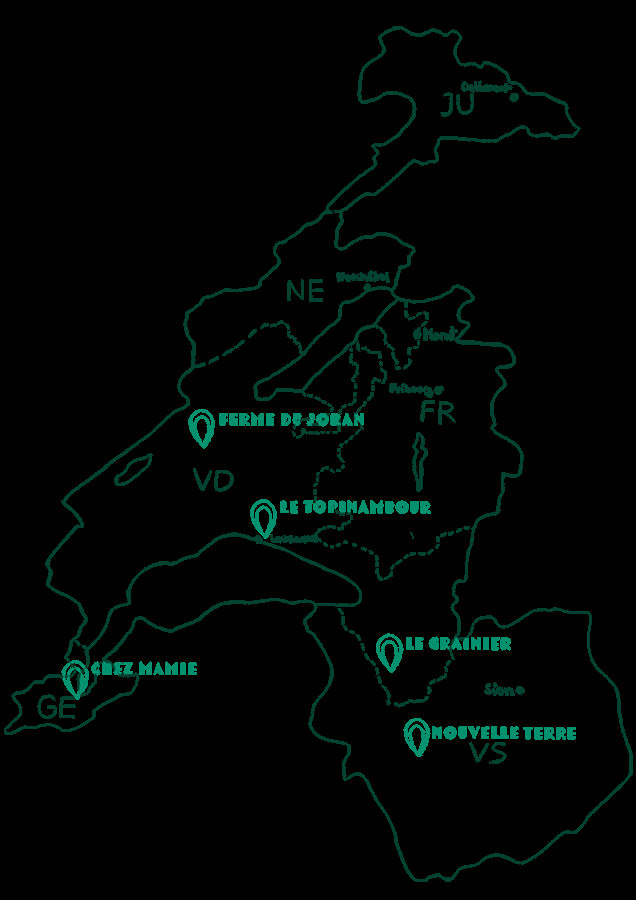 Delémont
JU
NE
Neuchâtel
Morat
Fribourg
FR
FERME DU JORAN
VD
LE TOPINAMBOUR
Lausanne
LE GRAINIER
CHEZ MAMIE
Sion
GE
NOUVELLE TERRE
VS